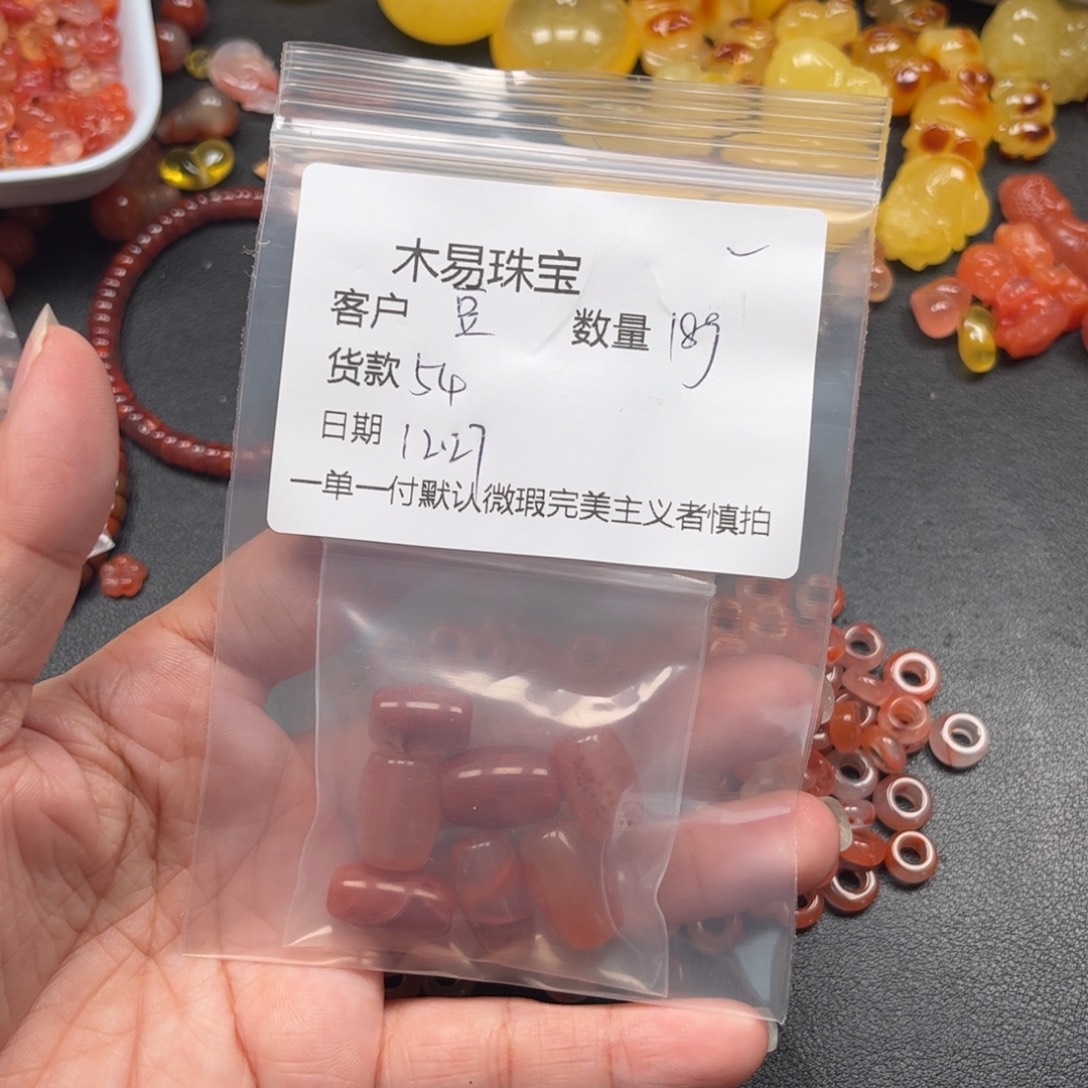 木易珠宝
客户 豆 数量 18g
货款 54
日期 12.27
一单一付默认微瑕完美主义者慎拍